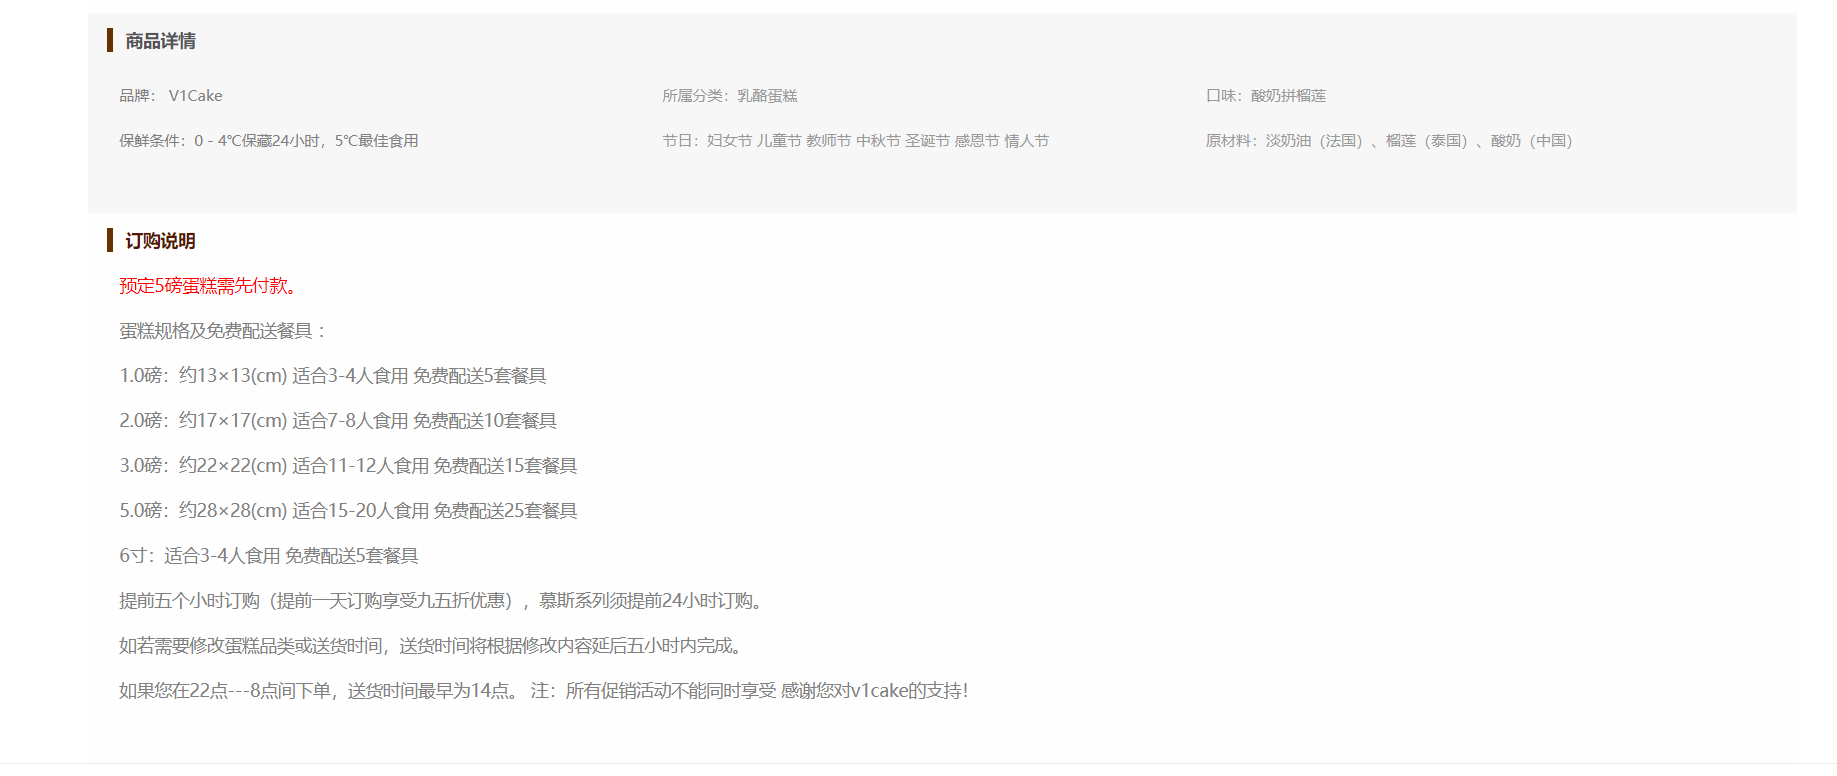 商品详情
品牌： V1Cake
所属分类：乳酪蛋糕
口味：酸奶拼榴莲
保鲜条件：0 - 4℃保藏24小时，5℃最佳食用
节日：妇女节 儿童节 教师节 中秋节 圣诞节 感恩节 情人节
原材料：淡奶油（法国）、榴莲（泰国）、酸奶（中国）
订购说明
预定5磅蛋糕需先付款。
蛋糕规格及免费配送餐具：
1.0磅：约13×13(cm) 适合3-4人食用 免费配送5套餐具
2.0磅：约17×17(cm) 适合7-8人食用 免费配送10套餐具
3.0磅：约22×22(cm) 适合11-12人食用 免费配送15套餐具
5.0磅：约28×28(cm) 适合15-20人食用 免费配送25套餐具
6寸：适合3-4人食用 免费配送5套餐具
提前五个小时订购（提前一天订购享受九五折优惠），慕斯系列须提前24小时订购。
如若需要修改蛋糕品类或送货时间，送货时间将根据修改内容延后五小时内完成。
如果您在22点---8点间下单，送货时间最早为14点。 注：所有促销活动不能同时享受 感谢您对v1cake的支持！